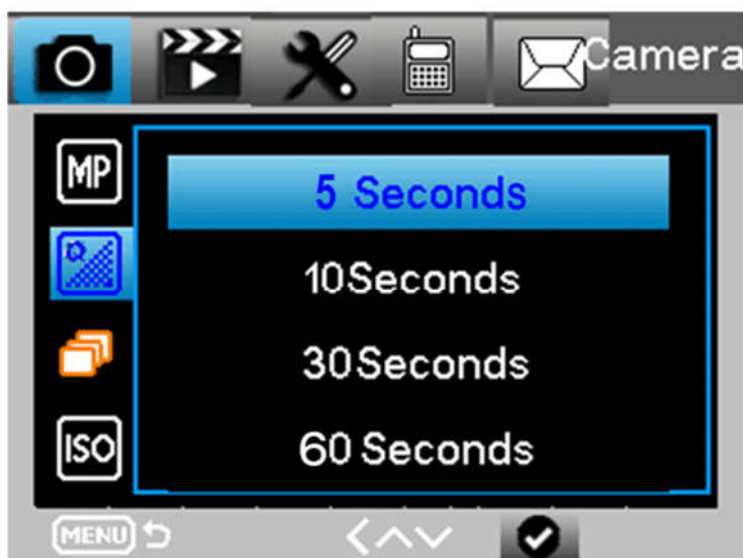 Camera
MP
5 Seconds
Q
10Seconds
30Seconds
ISO
60 Seconds
MENU